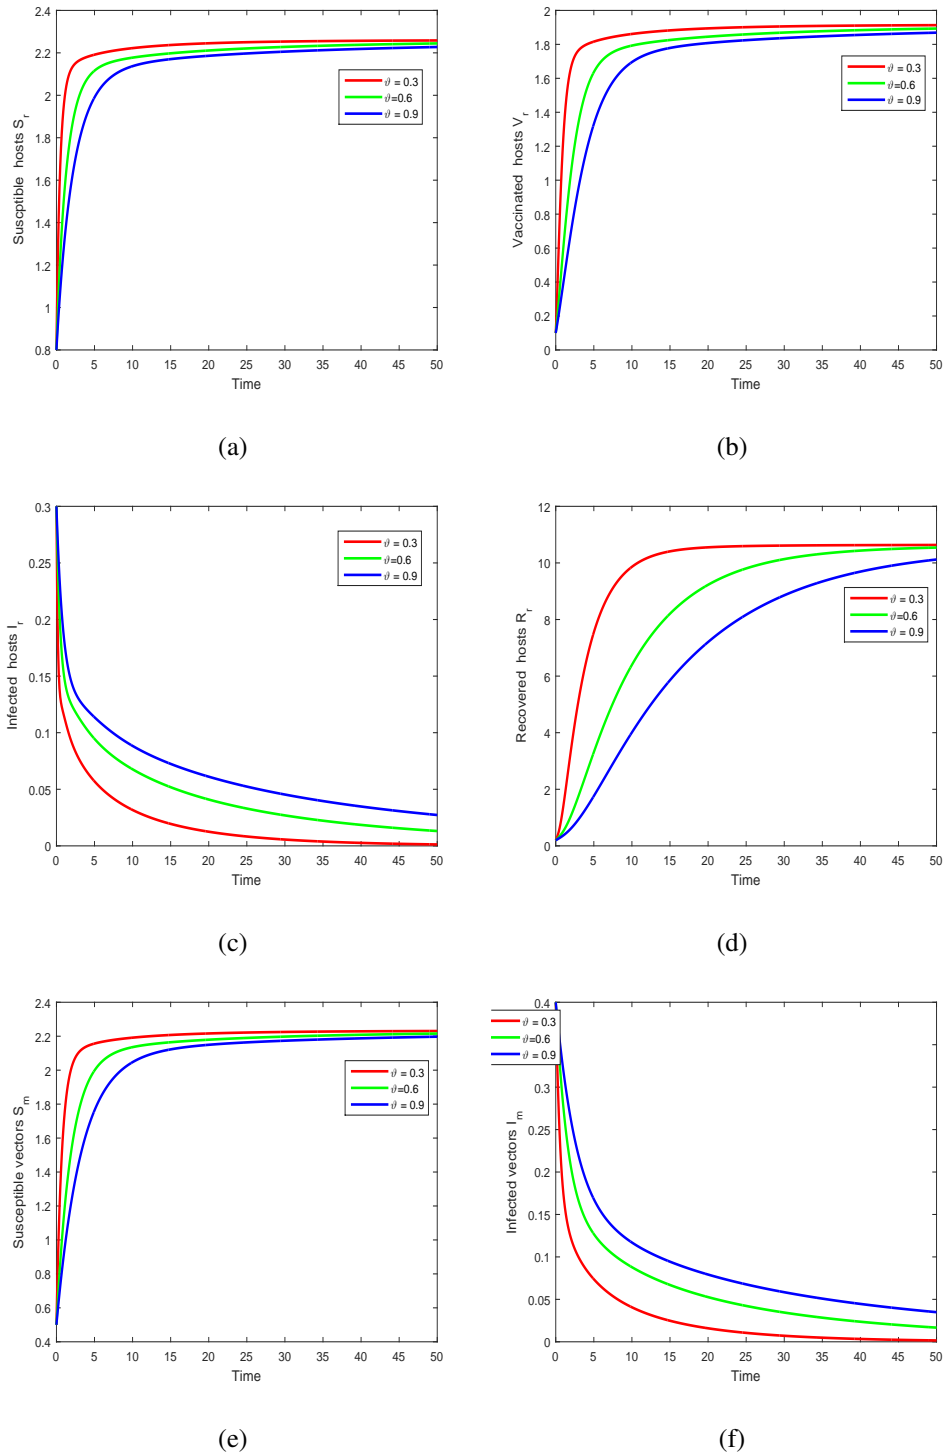 2.4
2.2
2
1.8
1.6
1.4
1.2
1
0.8
Suscptible hosts S_r
ϑ = 0.3
ϑ=0.6
ϑ = 0.9
0 5 10 15 20 25 30 35 40 45 50
Time
(a)
2
1.8
1.6
1.4
1.2
1
0.8
0.6
0.4
0.2
0
Vaccinated hosts V_r
ϑ = 0.3
ϑ=0.6
ϑ = 0.9
0 5 10 15 20 25 30 35 40 45 50
Time
(b)
0.3
0.25
0.2
0.15
0.1
0.05
0
Infected hosts I_r
ϑ = 0.3
ϑ=0.6
ϑ = 0.9
0 5 10 15 20 25 30 35 40 45 50
Time
(c)
12
10
8
6
4
2
0
Recovered hosts R_r
ϑ = 0.3
ϑ=0.6
ϑ = 0.9
0 5 10 15 20 25 30 35 40 45 50
Time
(d)
2.4
2.2
2
1.8
1.6
1.4
1.2
1
0.8
0.6
0.4
Susceptible vectors S_m
ϑ = 0.3
ϑ=0.6
ϑ = 0.9
0 5 10 15 20 25 30 35 40 45 50
Time
(e)
0.4
0.3
0.25
0.2
0.15
0.1
0.05
0
Infected vectors I_m
ϑ = 0.3
ϑ=0.6
ϑ = 0.9
0 5 10 15 20 25 30 35 40 45 50
Time
(f)